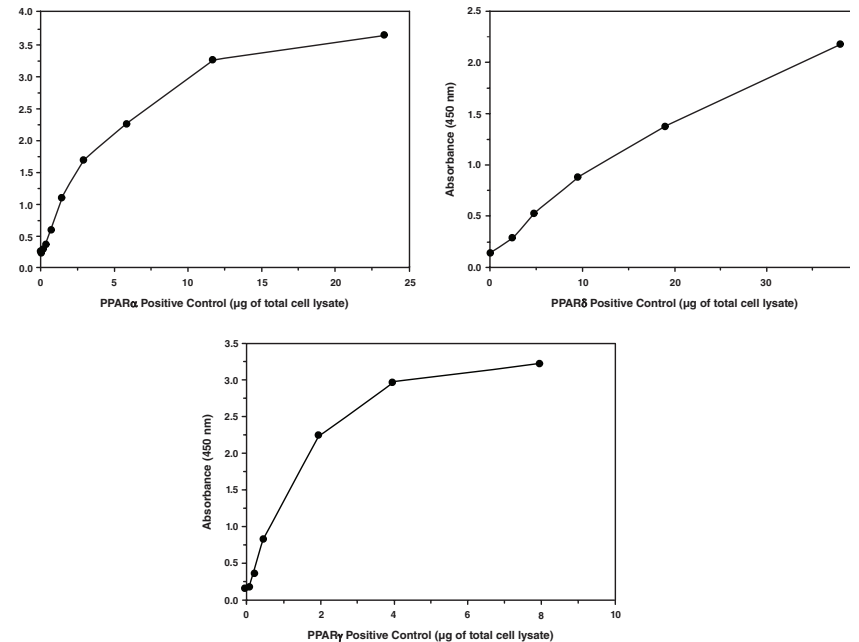 4.0
3.5
3.0
2.5
2.0
1.5
1.0
0.5
0.0
0 5 10 15 20 25
PPARα Positive Control (µg of total cell lysate)
Absorbance (450 nm)
2.5
2.0
1.5
1.0
0.5
0.0
0 10 20 30
PPARδ Positive Control (µg of total cell lysate)
Absorbance (450 nm)
3.5
3.0
2.5
2.0
1.5
1.0
0.5
0.0
0 2 4 6 8 10
PPARγ Positive Control (µg of total cell lysate)